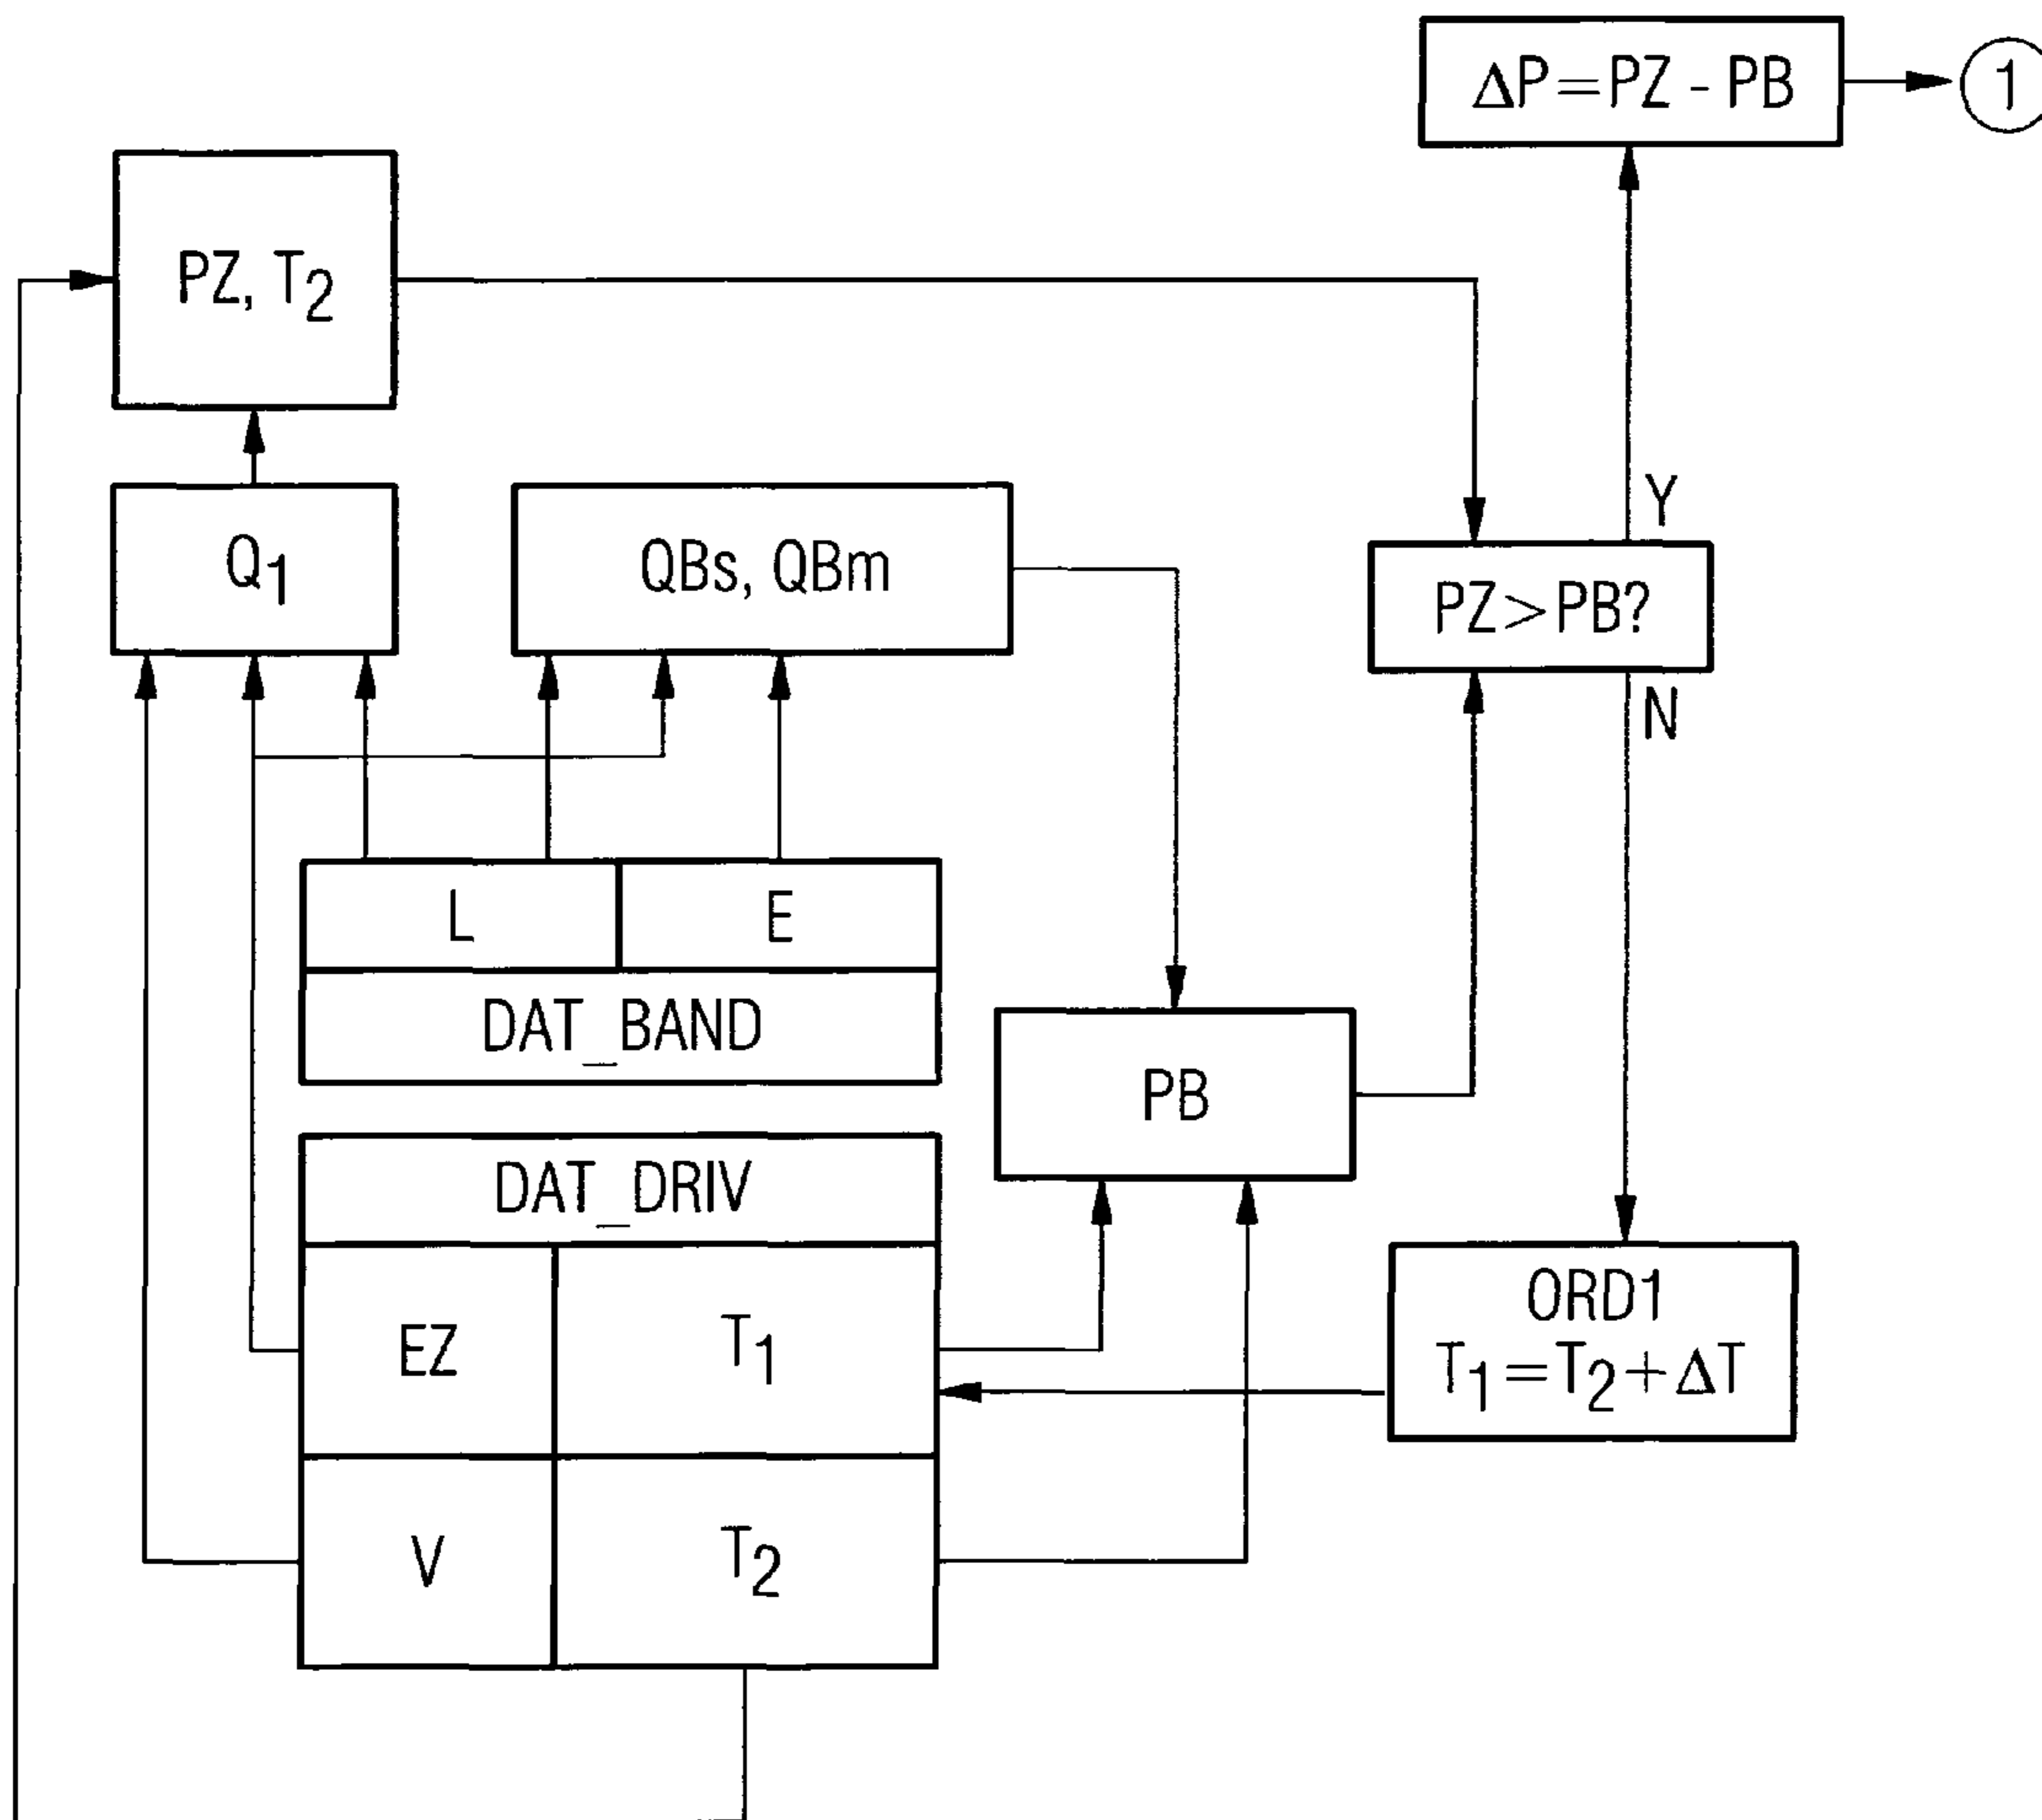 ΔP=PZ - PB
1
PZ, T2
Y
Q1
QBs, QBm
PZ>PB?
N
L
E
DAT_BAND
PB
DAT_DRIV
ORD1
T1=T2+ΔT
EZ
T1
V
T2